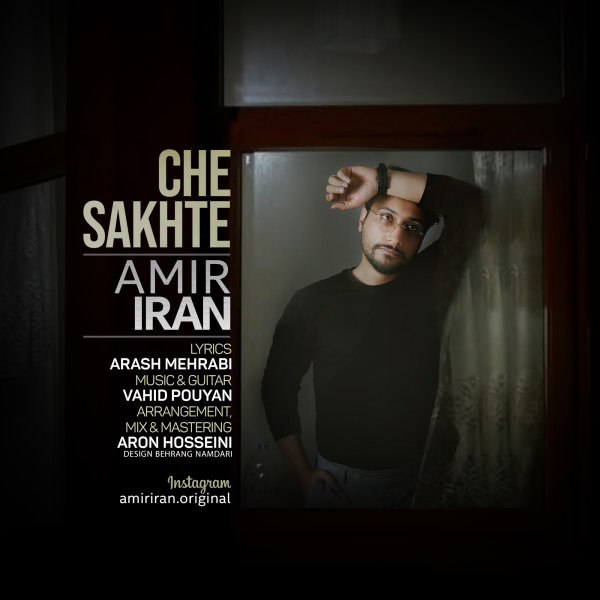 CHE
SAKHTE
AMIR
IRAN
LYRICS
ARASH MEHRABI
MUSIC & GUITAR
VAHID POUYAN
ARRANGEMENT,
MIX & MASTERING
ARON HOSSEINI
DESIGN BEHRANG NAMDARI
Instagram
amiriran.original